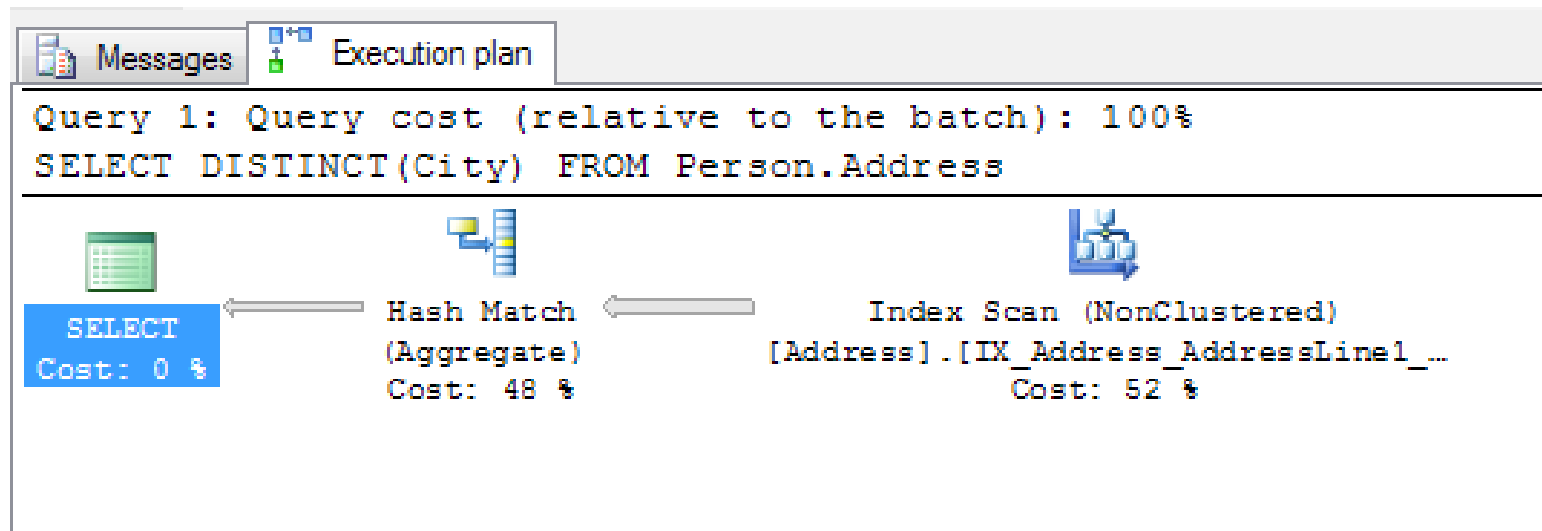 Messages
Execution plan
Query 1: Query cost (relative to the batch): 100%
SELECT DISTINCT(City) FROM Person.Address
SELECT
Cost: 0 %
Hash Match
(Aggregate)
Cost: 48 %
Index Scan (NonClustered)
[Address].[IX_Address_AddressLine1_…
Cost: 52 %